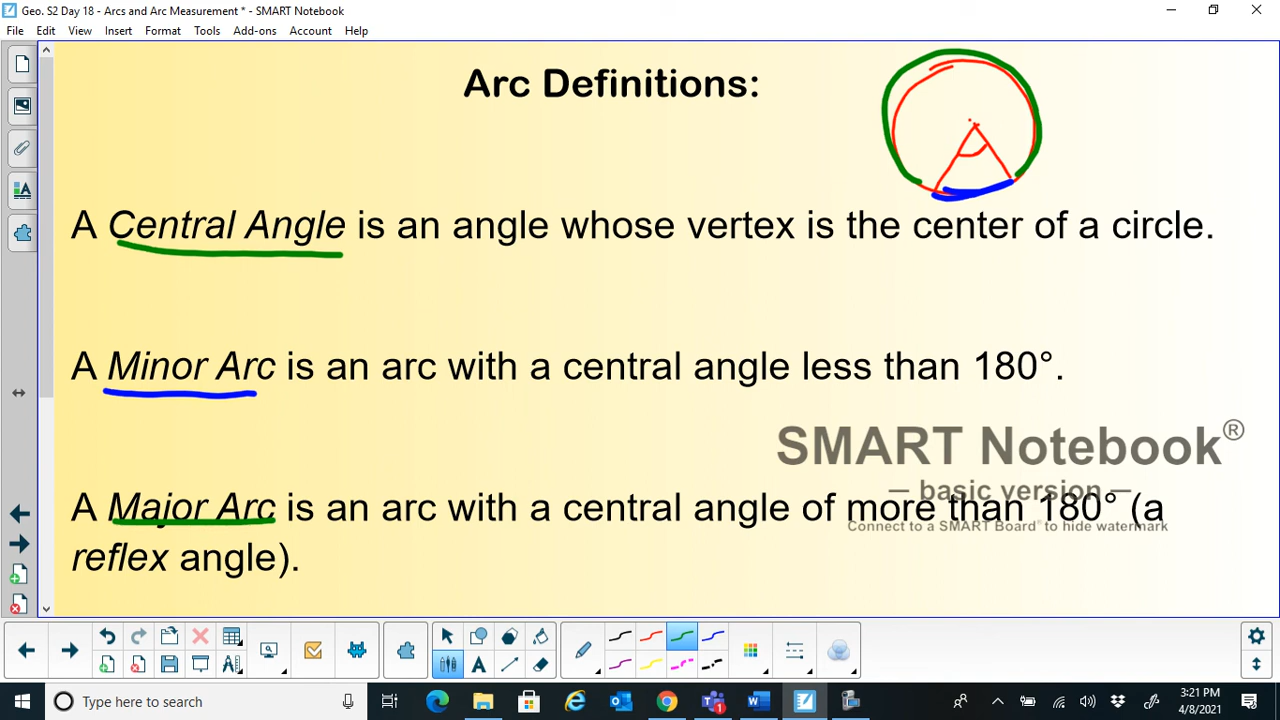 Geo. S2 Day 18 - Arcs and Arc Measurement * - SMART Notebook
File Edit View Insert Format Tools Add-ons Account Help
Arc Definitions:
A Central Angle is an angle whose vertex is the center of a circle.
A Minor Arc is an arc with a central angle less than 180°.
SMART Notebook®
— basic version —
A Major Arc is an arc with a central angle of more than 180° (a
Connect to a SMART Board® to hide watermark
reflex angle).
Type here to search
3:21 PM
4/8/2021